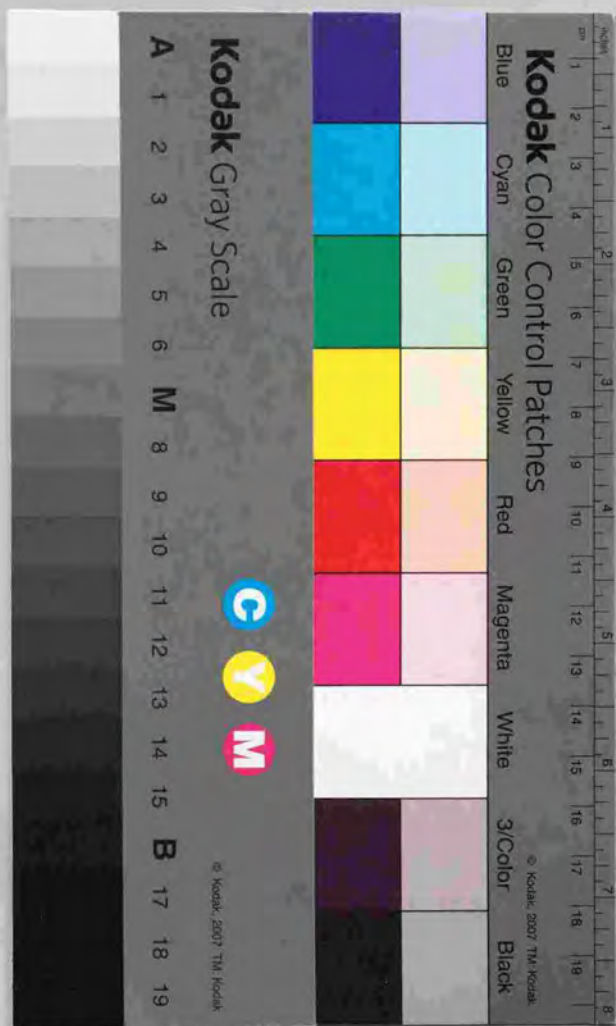 Kodak Color Control Patches
inches
cm
1 2 3 4 5 6 7 8
1 2 3 4 5 6 7 8 9 10 11 12 13 14 15 16 17 18 19
Blue Cyan Green Yellow Red Magenta White 3/Color Black
© Kodak, 2007 TM: Kodak
Kodak Gray Scale
C Y M
© Kodak, 2007 TM: Kodak
A 1 2 3 4 5 6 M 8 9 10 11 12 13 14 15 B 17 18 19